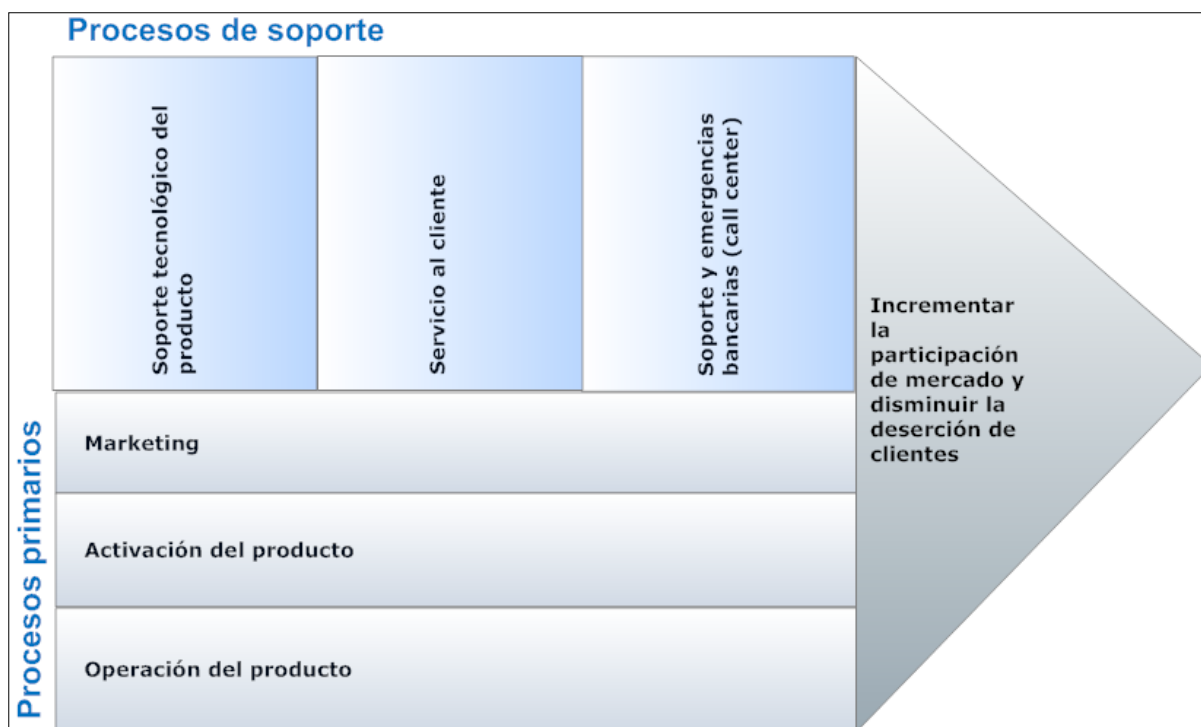 Procesos de soporte
Soporte tecnológico del
producto
Servicio al cliente
Soporte y emergencias
bancarias (call center)
Incrementar
la
participación
de mercado y
disminuir la
deserción de
clientes
Procesos primarios
Marketing
Activación del producto
Operación del producto